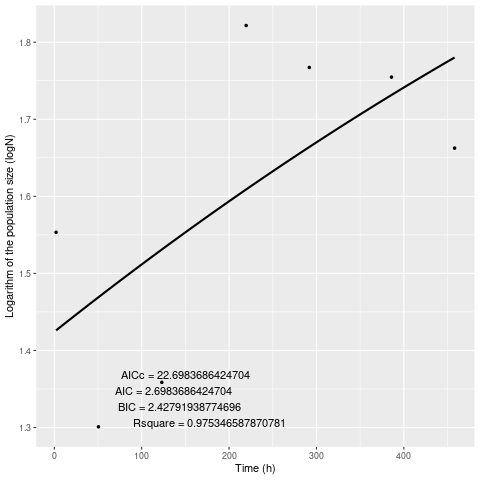 1.8
1.7
1.6
1.5
1.4
1.3
Logarithm of the population size (logN)
AICc = 22.6983686424704
AIC = 2.6983686424704
BIC = 2.42791938774696
Rsquare = 0.975346587870781
0 100 200 300 400
Time (h)